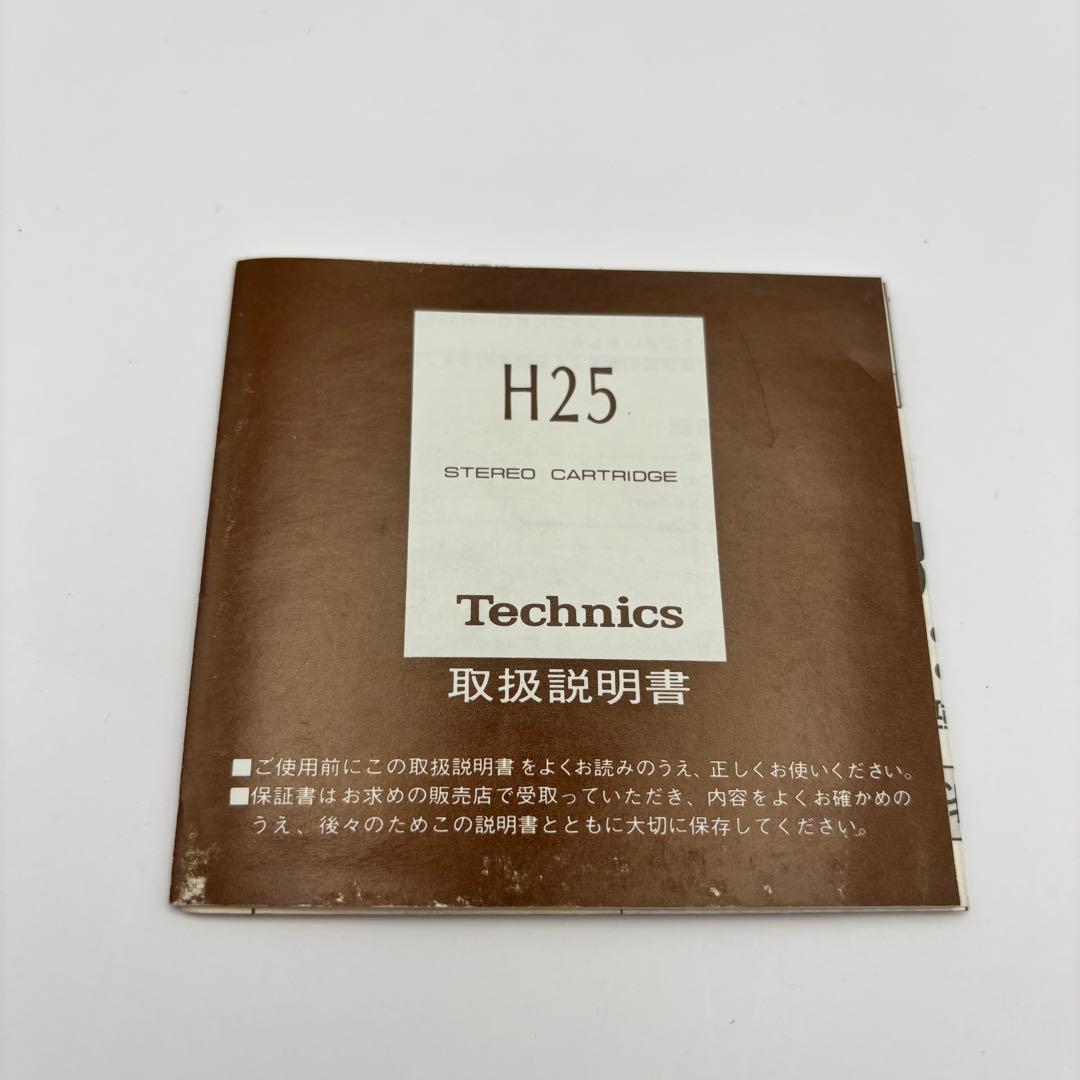 H25
STEREO CARTRIDGE
Technics
取扱説明書
■ご使用前にこの取扱説明書をよくお読みのうえ、正しくお使いください。
■保証書はお求めの販売店で受取っていただき、内容をよくお確かめの
うえ、後々のためこの説明書とともに大切に保存してください。